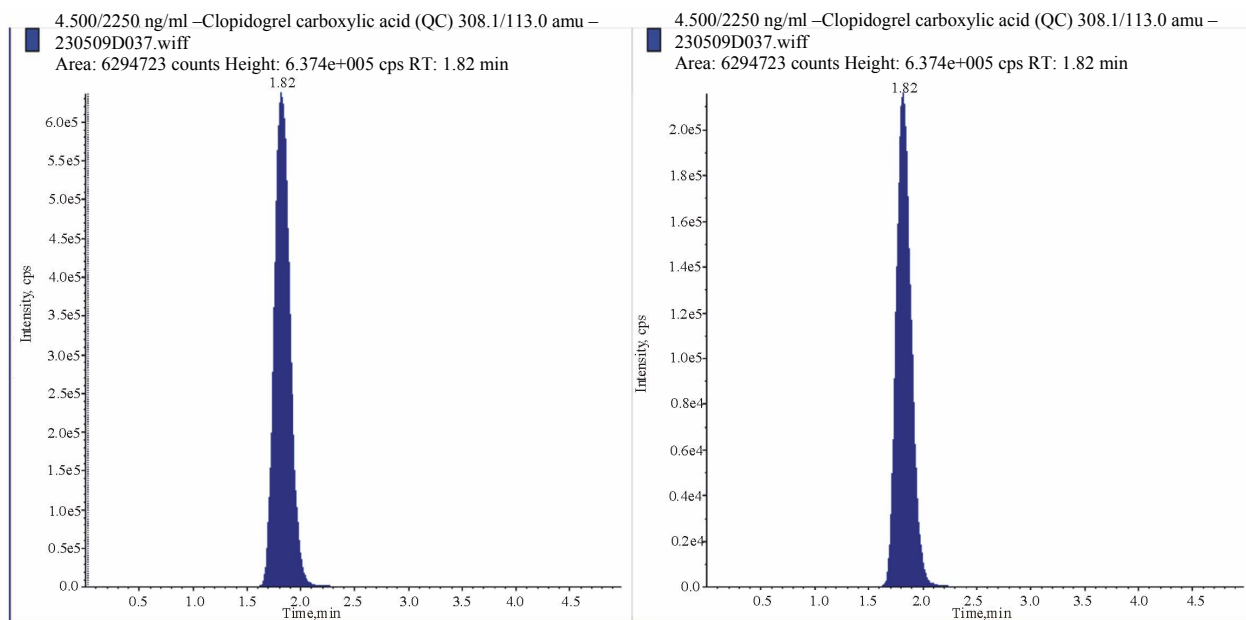 4.500/2250 ng/ml –Clopidogrel carboxylic acid (QC) 308.1/113.0 amu –
230509D037.wiff
Area: 6294723 counts Height: 6.374e+005 cps RT: 1.82 min
1.82
6.0e5
5.5e5
5.0e5
4.5e5
4.0e5
3.5e5
3.0e5
2.5e5
2.0e5
1.5e5
1.0e5
0.5e5
0.0
Intensity, cps
0.5 1.0 1.5 2.0 2.5 3.0 3.5 4.0 4.5
Time,min
4.500/2250 ng/ml –Clopidogrel carboxylic acid (QC) 308.1/113.0 amu –
230509D037.wiff
Area: 6294723 counts Height: 6.374e+005 cps RT: 1.82 min
1.82
2.0e5
1.8e5
1.6e5
1.4e5
1.2e5
1.0e5
0.8e4
0.6e4
0.4e4
0.2e4
0.0
Intensity, cps
0.5 1.0 1.5 2.0 2.5 3.0 3.5 4.0 4.5
Time,min